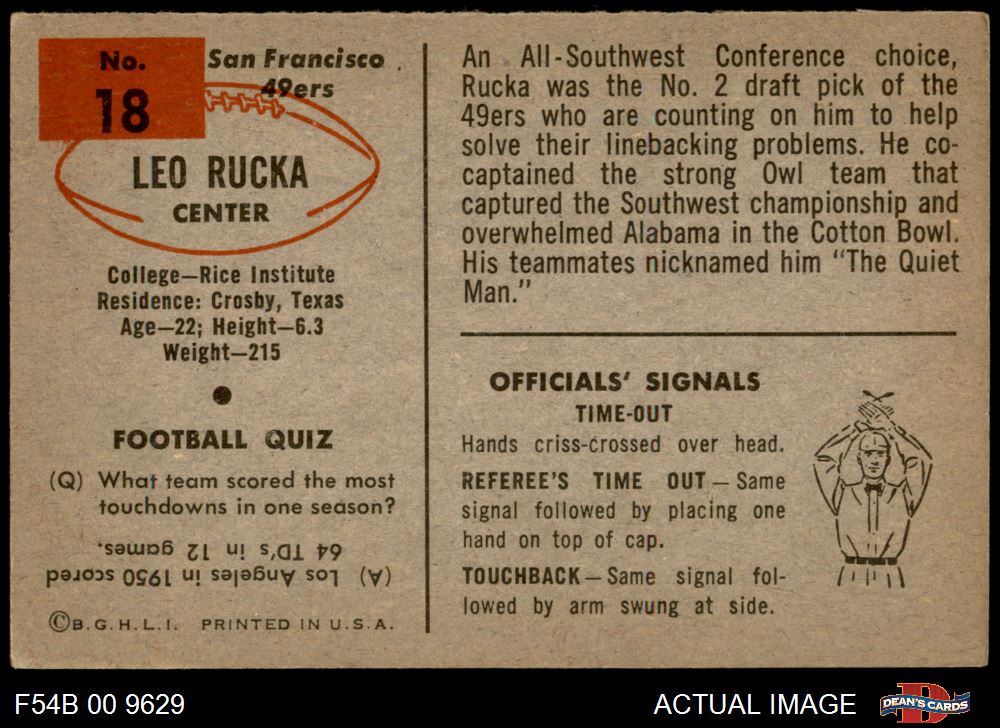 No.
18
San Francisco
49ers
LEO RUCKA
CENTER
College—Rice Institute
Residence: Crosby, Texas
Age—22; Height—6.3
Weight—215
FOOTBALL QUIZ
(Q) What team scored the most
touchdowns in one season?
(A) Los Angeles in 1950 scored
64 TD's in 12 games.
©B.G.H.L.I. PRINTED IN U.S.A.
An All-Southwest Conference choice,
Rucka was the No. 2 draft pick of the
49ers who are counting on him to help
solve their linebacking problems. He co-
captained the strong Owl team that
captured the Southwest championship and
overwhelmed Alabama in the Cotton Bowl.
His teammates nicknamed him "The Quiet
Man."
OFFICIALS' SIGNALS
TIME-OUT
Hands criss-crossed over head.
REFEREE'S TIME OUT—Same
signal followed by placing one
hand on top of cap.
TOUCHBACK—Same signal fol-
lowed by arm swung at side.
F54B 00 9629
ACTUAL IMAGE
D
DEAN'S CARDS